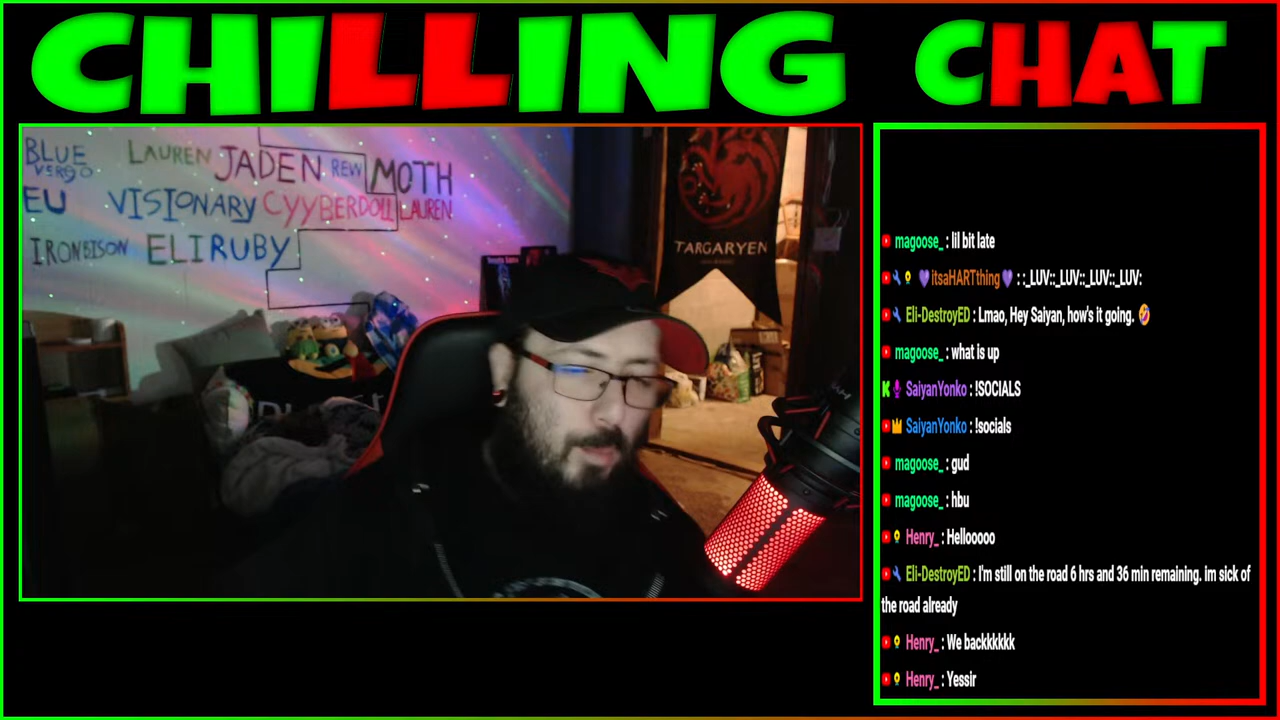 CHILLING
CHAT
BLUE
VERGO
LAUREN
JADEN
REW
MOTH
EU
VISIONARY
CYYBERDOLL
LAUREN
IRONBISON
ELIRUBY
TARGARYEN
magoose_ : lil bit late
💜itsaHARTthing💜 : :_LUV::_LUV::_LUV::_LUV:
Eli-DestroyED : Lmao, Hey Saiyan, how's it going. 🤣
magoose_ : what is up
SaiyanYonko : !SOCIALS
SaiyanYonko : !socials
magoose_ : gud
magoose_ : hbu
Henry_ : Hellooooo
Eli-DestroyED : I'm still on the road 6 hrs and 36 min remaining. im sick of
the road already
Henry_ : We backkkkkk
Henry_ : Yessir